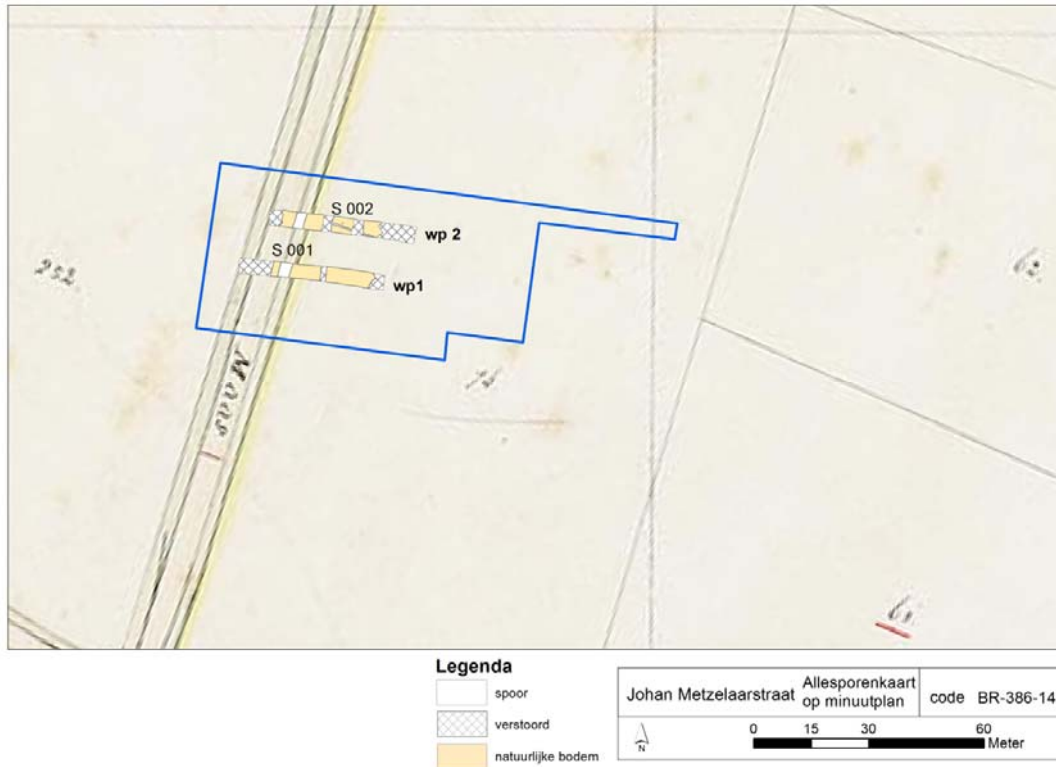 S 002
wp 2
S 001
wp1
232.
Maas
Legenda
spoor
verstoord
natuurlijke bodem
Johan Metzelaarstraat
Allesporenkaart
op minuutplan
code BR-386-14
N
0 15 30 60
Meter